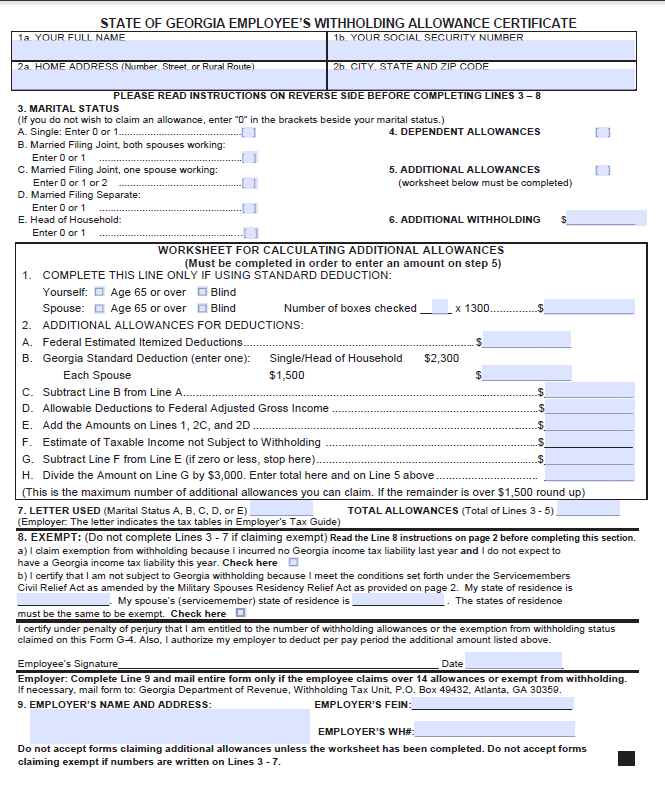 STATE OF GEORGIA EMPLOYEE'S WITHHOLDING ALLOWANCE CERTIFICATE
1a. YOUR FULL NAME 1b. YOUR SOCIAL SECURITY NUMBER
2a. HOME ADDRESS (Number, Street, or Rural Route) 2b. CITY, STATE AND ZIP CODE
PLEASE READ INSTRUCTIONS ON REVERSE SIDE BEFORE COMPLETING LINES 3 – 8
3. MARITAL STATUS
(If you do not wish to claim an allowance, enter "0" in the brackets beside your marital status.)
A. Single: Enter 0 or 1..........................................[ ] 4. DEPENDENT ALLOWANCES [ ]
B. Married Filing Joint, both spouses working:
Enter 0 or 1 ................................................[ ]
C. Married Filing Joint, one spouse working: 5. ADDITIONAL ALLOWANCES [ ]
Enter 0 or 1 or 2 .........................................[ ] (worksheet below must be completed)
D. Married Filing Separate:
Enter 0 or 1 ................................................[ ]
E. Head of Household: 6. ADDITIONAL WITHHOLDING $
Enter 0 or 1 ................................................[ ]
WORKSHEET FOR CALCULATING ADDITIONAL ALLOWANCES
(Must be completed in order to enter an amount on step 5)
1. COMPLETE THIS LINE ONLY IF USING STANDARD DEDUCTION:
Yourself: Age 65 or over Blind
Spouse: Age 65 or over Blind Number of boxes checked ____ x 1300...............$
2. ADDITIONAL ALLOWANCES FOR DEDUCTIONS:
A. Federal Estimated Itemized Deductions..........................................................$
B. Georgia Standard Deduction (enter one): Single/Head of Household $2,300
Each Spouse $1,500 $
C. Subtract Line B from Line A..............................................................................$
D. Allowable Deductions to Federal Adjusted Gross Income ...............................$
E. Add the Amounts on Lines 1, 2C, and 2D ........................................................$
F. Estimate of Taxable Income not Subject to Withholding ..................................$
G. Subtract Line F from Line E (if zero or less, stop here)....................................$
H. Divide the Amount on Line G by $3,000. Enter total here and on Line 5 above ...............................
(This is the maximum number of additional allowances you can claim. If the remainder is over $1,500 round up)
7. LETTER USED (Marital Status A, B, C, D, or E) TOTAL ALLOWANCES (Total of Lines 3 - 5)
(Employer: The letter indicates the tax tables in Employer's Tax Guide)
8. EXEMPT: (Do not complete Lines 3 - 7 if claiming exempt) Read the Line 8 instructions on page 2 before completing this section.
a) I claim exemption from withholding because I incurred no Georgia income tax liability last year and I do not expect to
have a Georgia income tax liability this year. Check here
b) I certify that I am not subject to Georgia withholding because I meet the conditions set forth under the Servicemembers
Civil Relief Act as amended by the Military Spouses Residency Relief Act as provided on page 2. My state of residence is
. My spouse's (servicemember) state of residence is . The states of residence
must be the same to be exempt. Check here
I certify under penalty of perjury that I am entitled to the number of withholding allowances or the exemption from withholding status
claimed on this Form G-4. Also, I authorize my employer to deduct per pay period the additional amount listed above.
Employee's Signature Date
Employer: Complete Line 9 and mail entire form only if the employee claims over 14 allowances or exempt from withholding.
If necessary, mail form to: Georgia Department of Revenue, Withholding Tax Unit, P.O. Box 49432, Atlanta, GA 30359.
9. EMPLOYER'S NAME AND ADDRESS: EMPLOYER'S FEIN:
EMPLOYER'S WH#:
Do not accept forms claiming additional allowances unless the worksheet has been completed. Do not accept forms
claiming exempt if numbers are written on Lines 3 - 7.